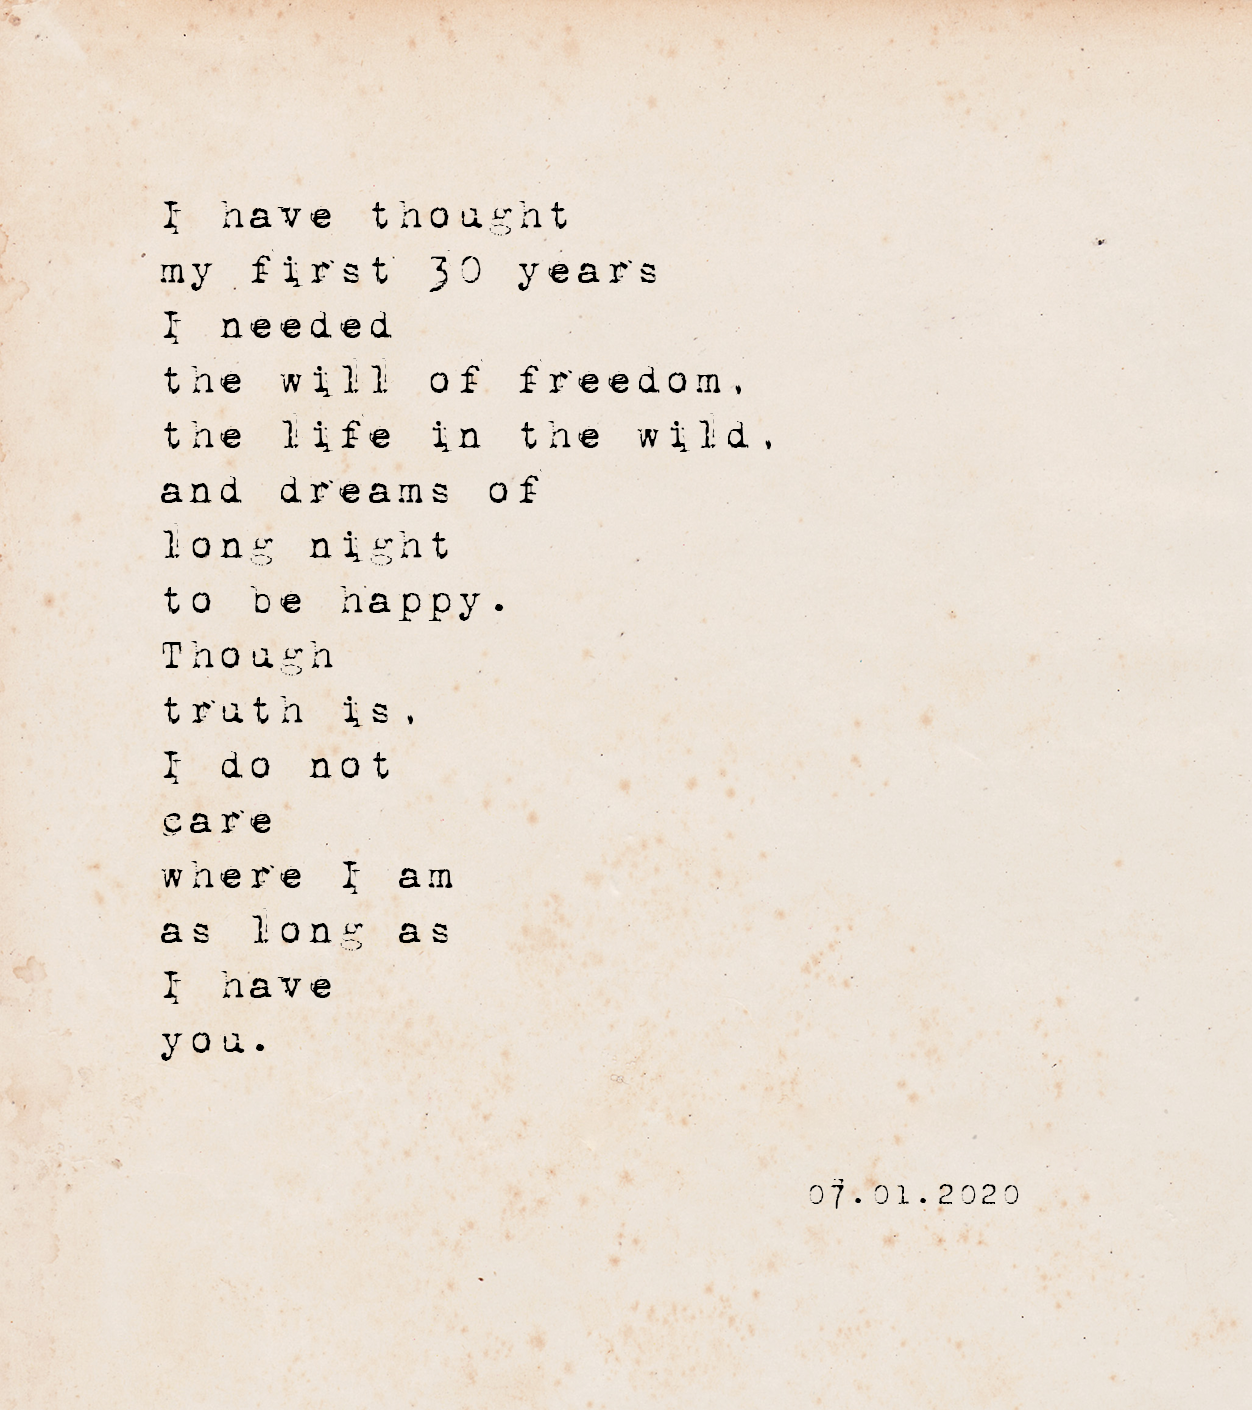 I have thought
my first 30 years
I needed
the will of freedom,
the life in the wild,
and dreams of
long night
to be happy.
Though
truth is,
I do not
care
where I am
as long as
I have
you.
07.01.2020